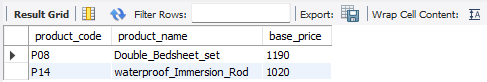 Result Grid Filter Rows: Export: Wrap Cell Content:
product_code product_name base_price
P08 Double_Bedsheet_set 1190
P14 waterproof_Immersion_Rod 1020